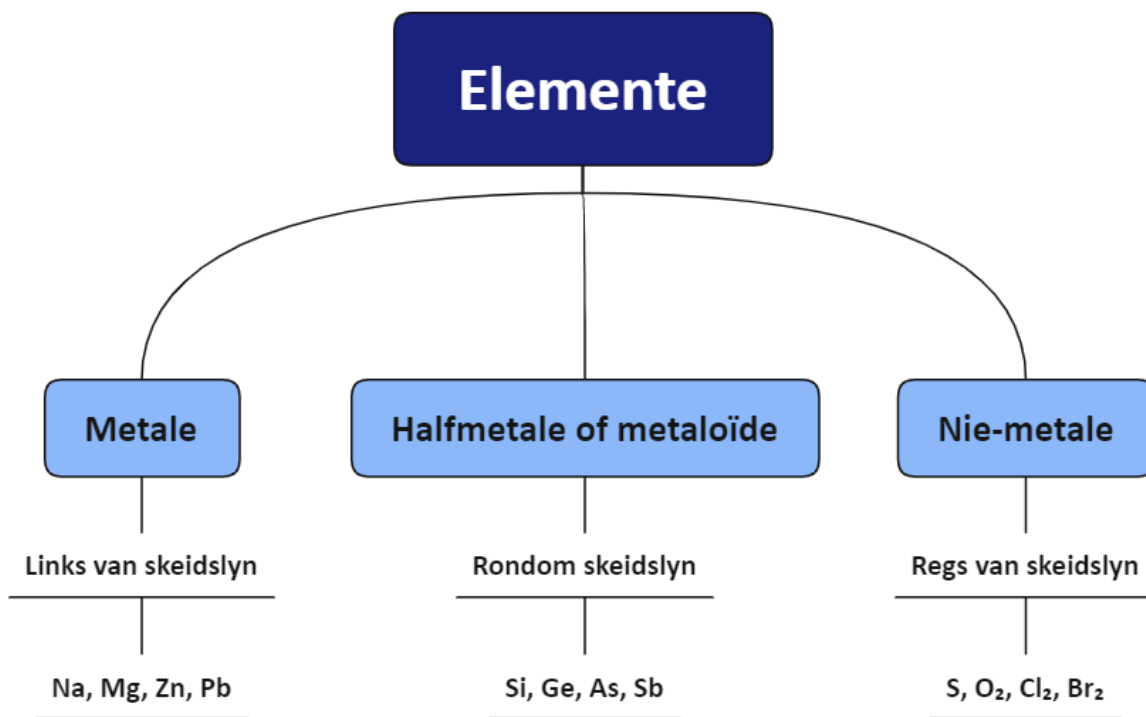 Elemente
Metale
Halfmetale of metaloïde
Nie-metale
Links van skeidslyn
Rondom skeidslyn
Regs van skeidslyn
Na, Mg, Zn, Pb
Si, Ge, As, Sb
S, O₂, Cl₂, Br₂